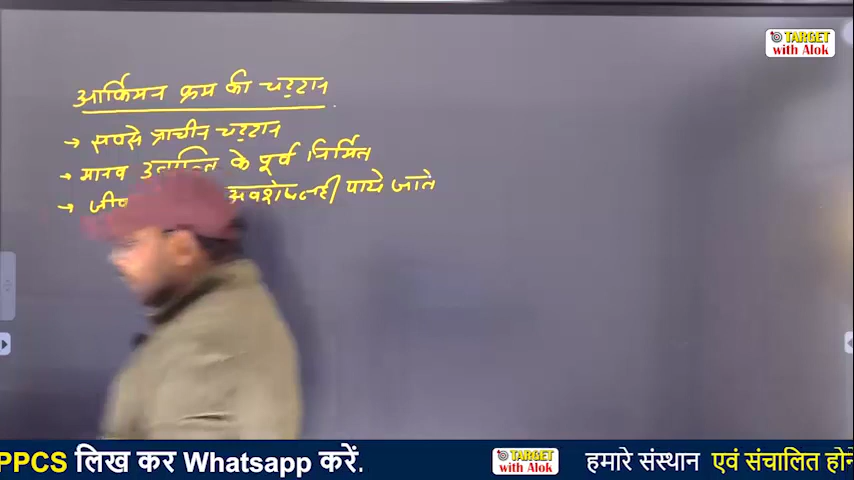 TARGET
with Alok
आर्कियन क्रम की चट्टान
→ सबसे प्राचीन चट्टान
→ मानव उत्पत्ति के पूर्व निर्मित
→ अवशेष नहीं पाये जाते
PPCS लिख कर Whatsapp करें.
TARGET
with Alok
हमारे संस्थान एवं संचालित होने